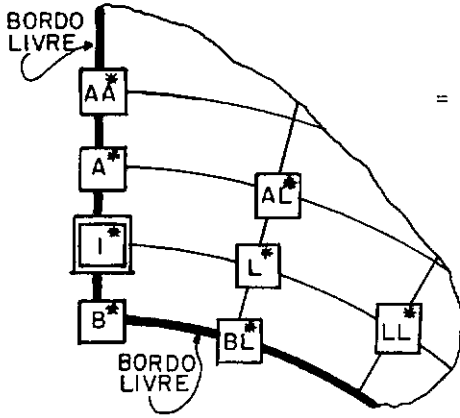 BORDO
LIVRE
AA*
=
A*
AL*
I*
L*
B*
BL*
LL*
BORDO
LIVRE